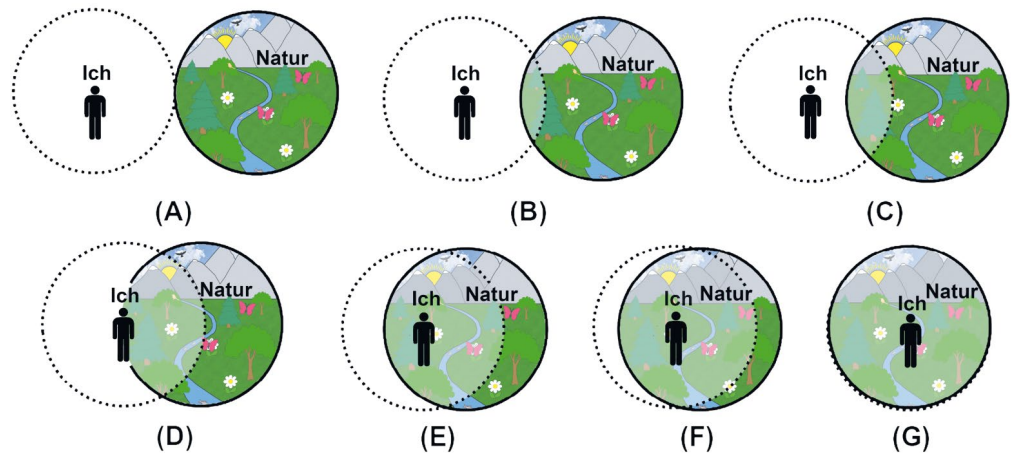 Ich Natur
(A)
Ich Natur
(B)
Ich Natur
(C)
Ich Natur
(D)
Ich Natur
(E)
Ich Natur
(F)
Ich Natur
(G)